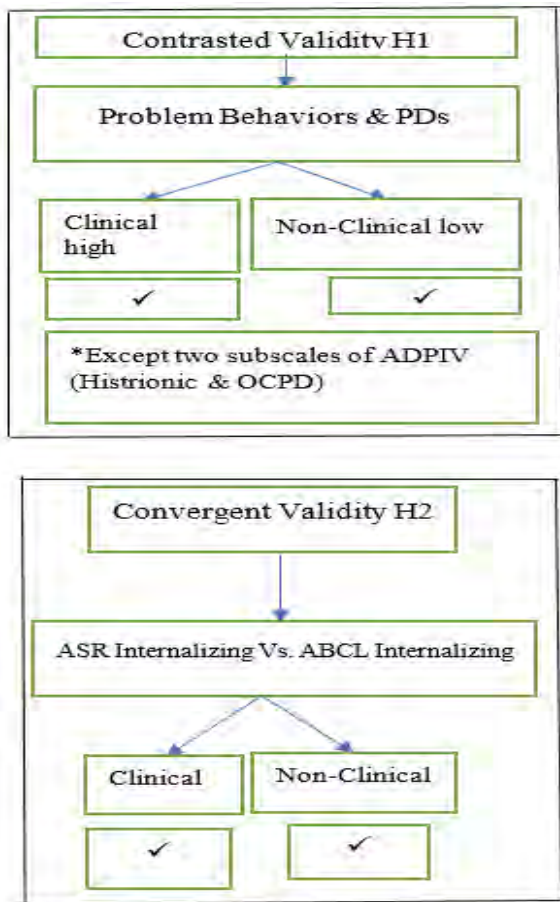 Contrasted Validity H1
Problem Behaviors & PDs
Clinical
high
Non-Clinical low
✓
✓
*Except two subscales of ADPIV
(Histrionic & OCPD)
Convergent Validity H2
ASR Internalizing Vs. ABCL Internalizing
Clinical
Non-Clinical
✓
✓